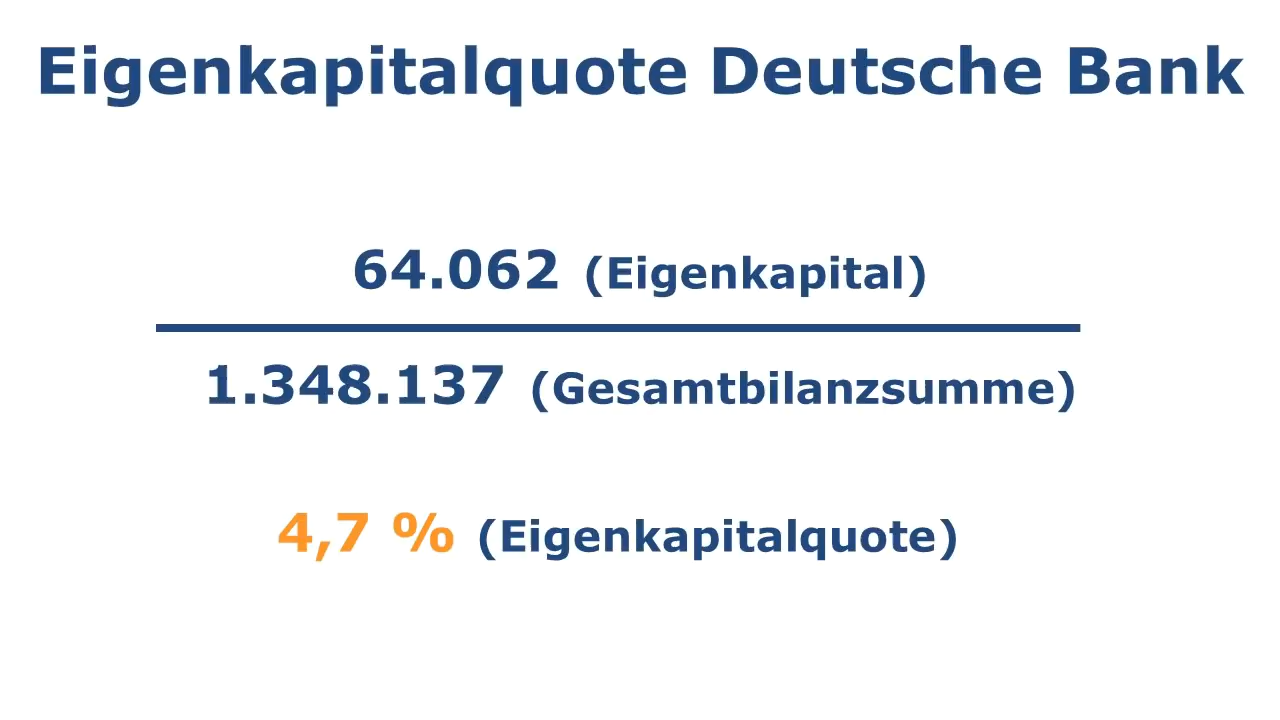 Eigenkapitalquote Deutsche Bank
64.062 (Eigenkapital)
1.348.137 (Gesamtbilanzsumme)
4,7 % (Eigenkapitalquote)